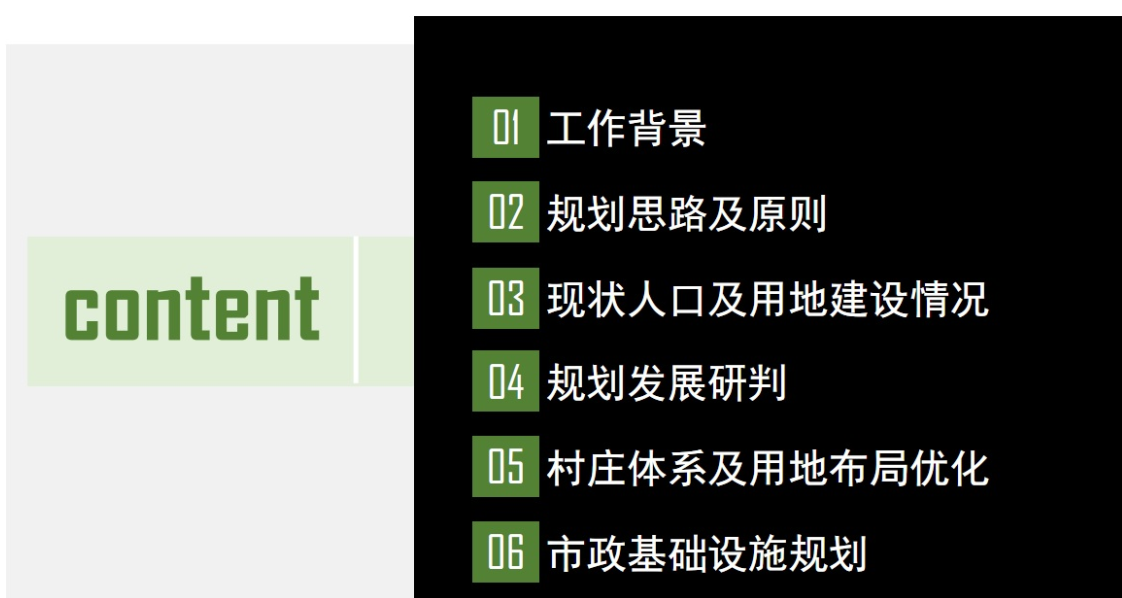 content
01 工作背景
02 规划思路及原则
03 现状人口及用地建设情况
04 规划发展研判
05 村庄体系及用地布局优化
06 市政基础设施规划